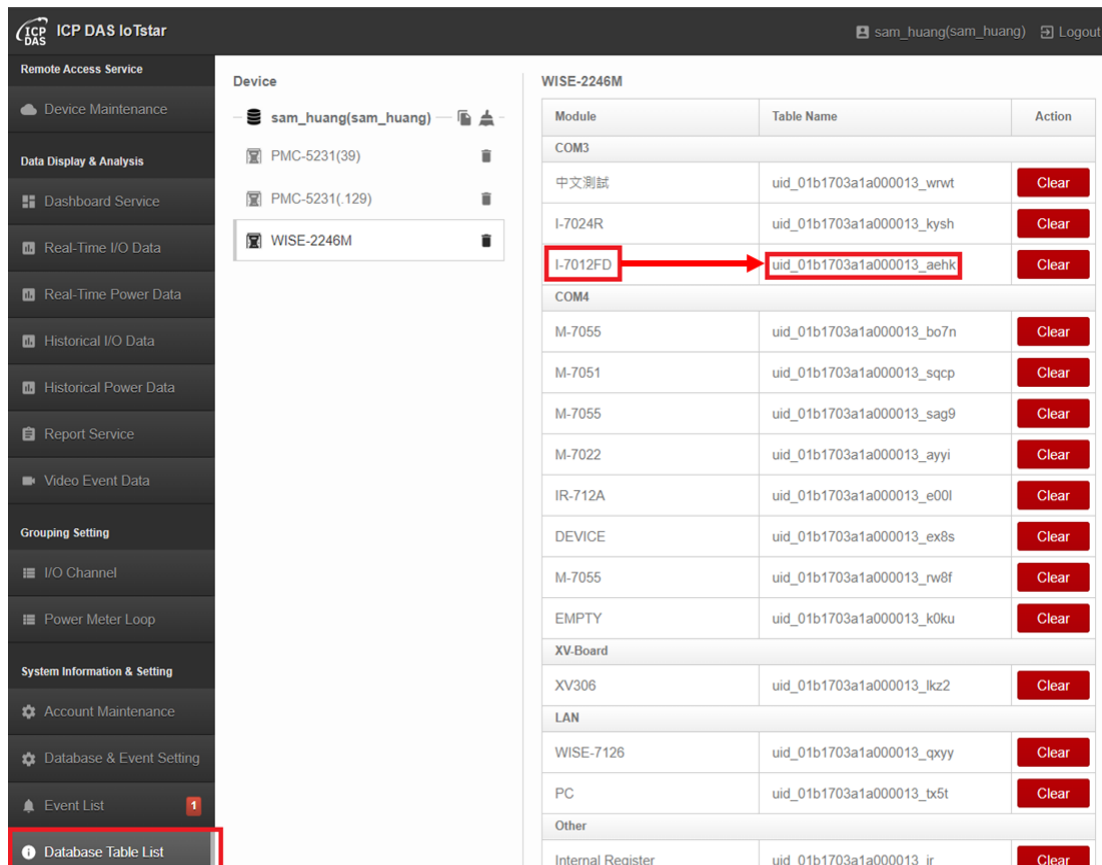 ICP DAS
ICP DAS IoTstar
sam_huang(sam_huang)
Logout
Remote Access Service
Device Maintenance
Data Display & Analysis
Dashboard Service
Real-Time I/O Data
Real-Time Power Data
Historical I/O Data
Historical Power Data
Report Service
Video Event Data
Grouping Setting
I/O Channel
Power Meter Loop
System Information & Setting
Account Maintenance
Database & Event Setting
Event List 1
Database Table List
Device
sam_huang(sam_huang)
PMC-5231(39)
PMC-5231(.129)
WISE-2246M
WISE-2246M
Module Table Name Action
COM3
中文測試 uid_01b1703a1a000013_wrwt Clear
I-7024R uid_01b1703a1a000013_kysh Clear
I-7012FD uid_01b1703a1a000013_aehk Clear
COM4
M-7055 uid_01b1703a1a000013_bo7n Clear
M-7051 uid_01b1703a1a000013_sqcp Clear
M-7055 uid_01b1703a1a000013_sag9 Clear
M-7022 uid_01b1703a1a000013_ayyi Clear
IR-712A uid_01b1703a1a000013_e00l Clear
DEVICE uid_01b1703a1a000013_ex8s Clear
M-7055 uid_01b1703a1a000013_rw8f Clear
EMPTY uid_01b1703a1a000013_k0ku Clear
XV-Board
XV306 uid_01b1703a1a000013_lkz2 Clear
LAN
WISE-7126 uid_01b1703a1a000013_qxyy Clear
PC uid_01b1703a1a000013_tx5t Clear
Other
Internal Register uid_01b1703a1a000013_ir Clear